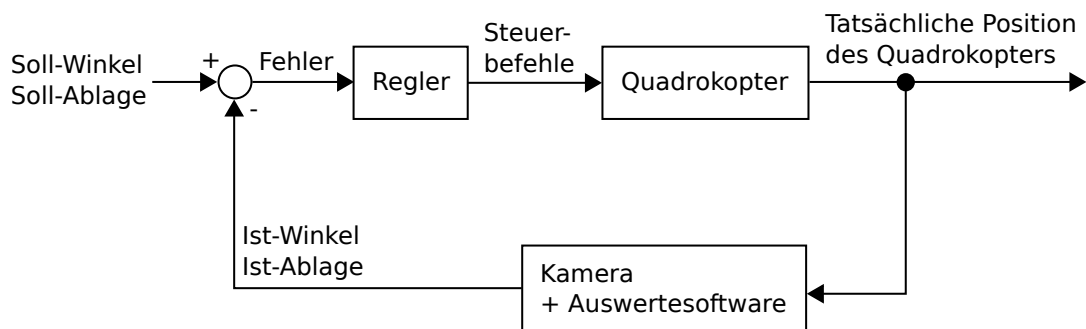 Soll-Winkel
Soll-Ablage
+
-
Fehler
Regler
Steuer-
befehle
Quadrokopter
Tatsächliche Position
des Quadrokopters
Ist-Winkel
Ist-Ablage
Kamera
+ Auswertesoftware